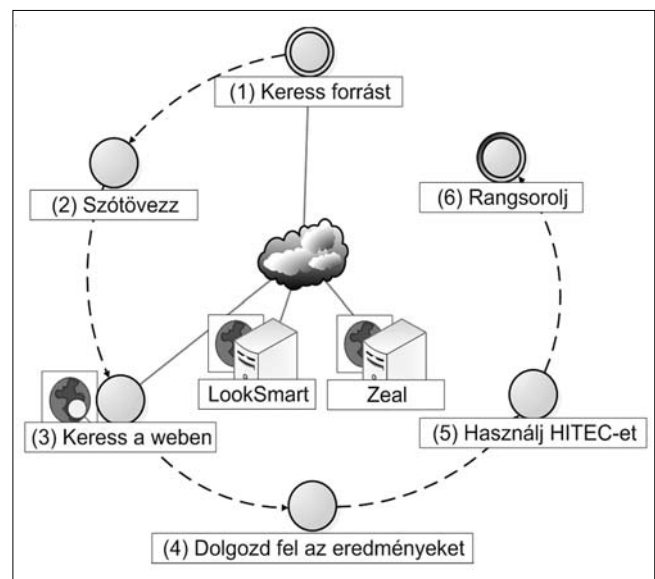 (1) Keress forrást
(2) Szótövezz
(6) Rangsorolj
LookSmart
Zeal
(3) Keress a weben
(5) Használj HITEC-et
(4) Dolgozd fel az eredményeket